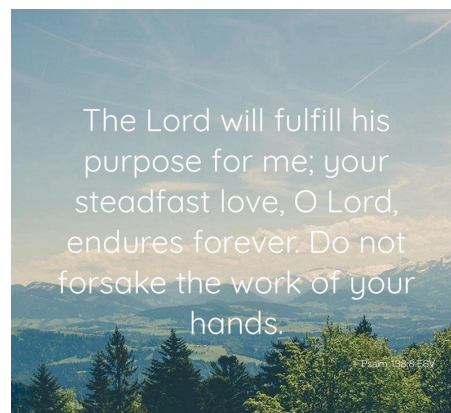 The Lord will fulfill his
purpose for me; your
steadfast love, O Lord,
endures forever. Do not
forsake the work of your
hands.
Psalm 138:8 ESV